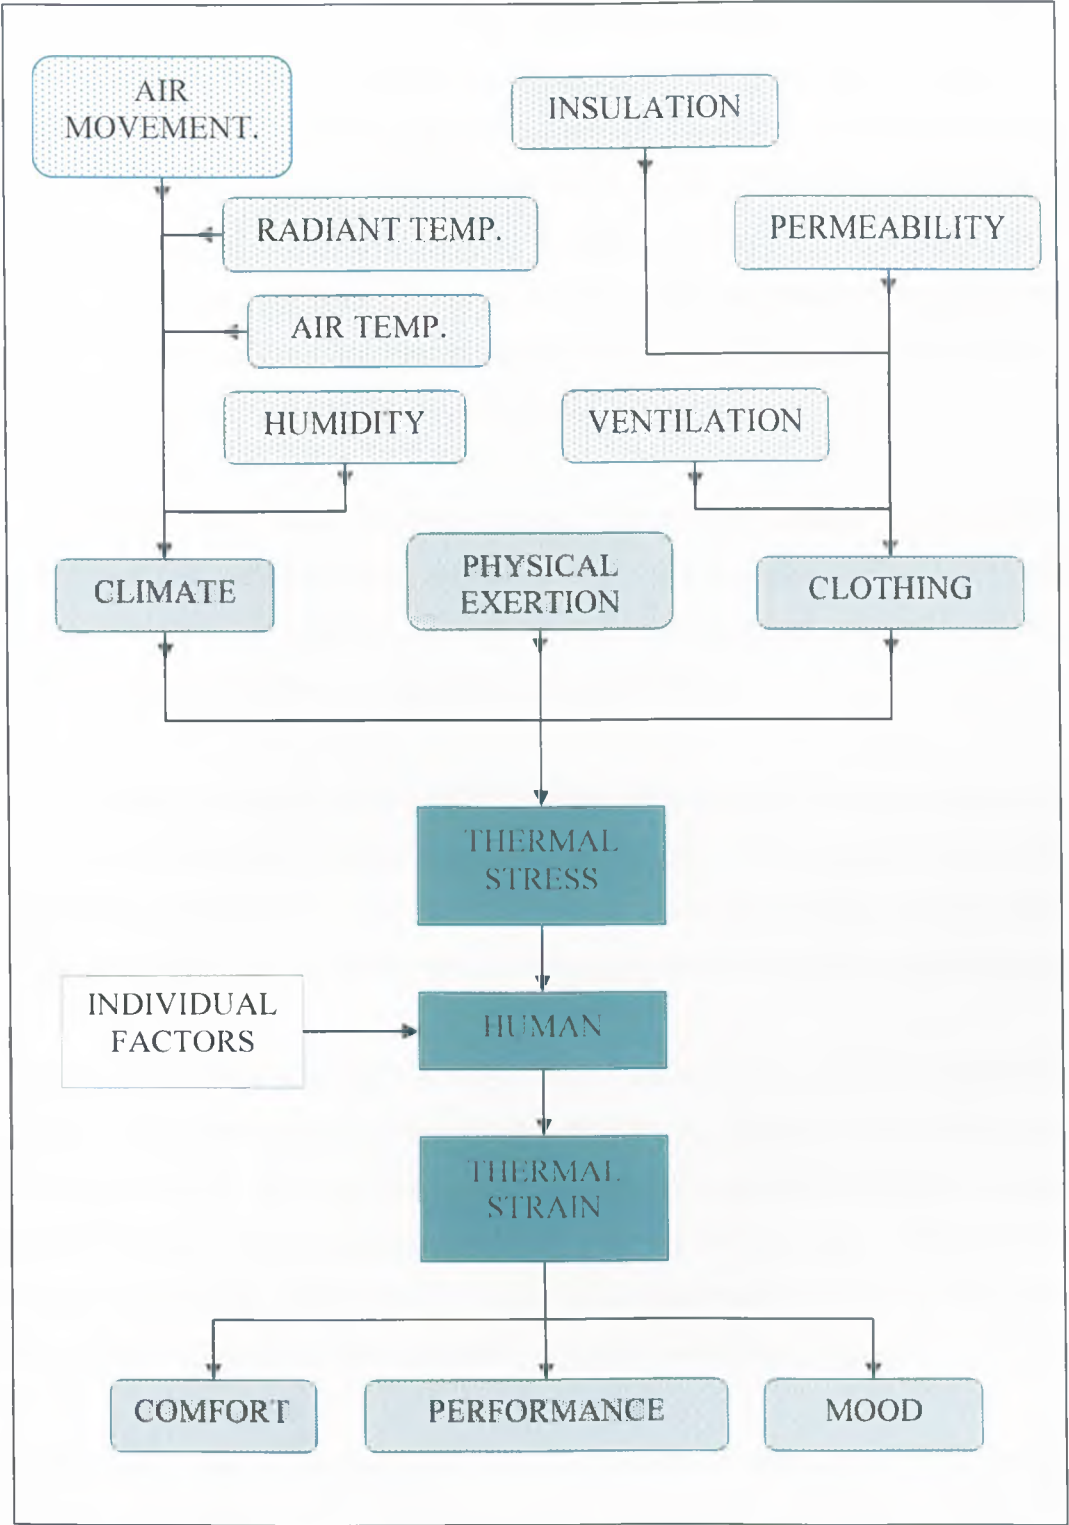 AIR
MOVEMENT.
INSULATION
RADIANT TEMP.
PERMEABILITY
AIR TEMP.
HUMIDITY
VENTILATION
CLIMATE
PHYSICAL
EXERTION
CLOTHING
THERMAL
STRESS
INDIVIDUAL
FACTORS
HUMAN
THERMAL
STRAIN
COMFORT
PERFORMANCE
MOOD